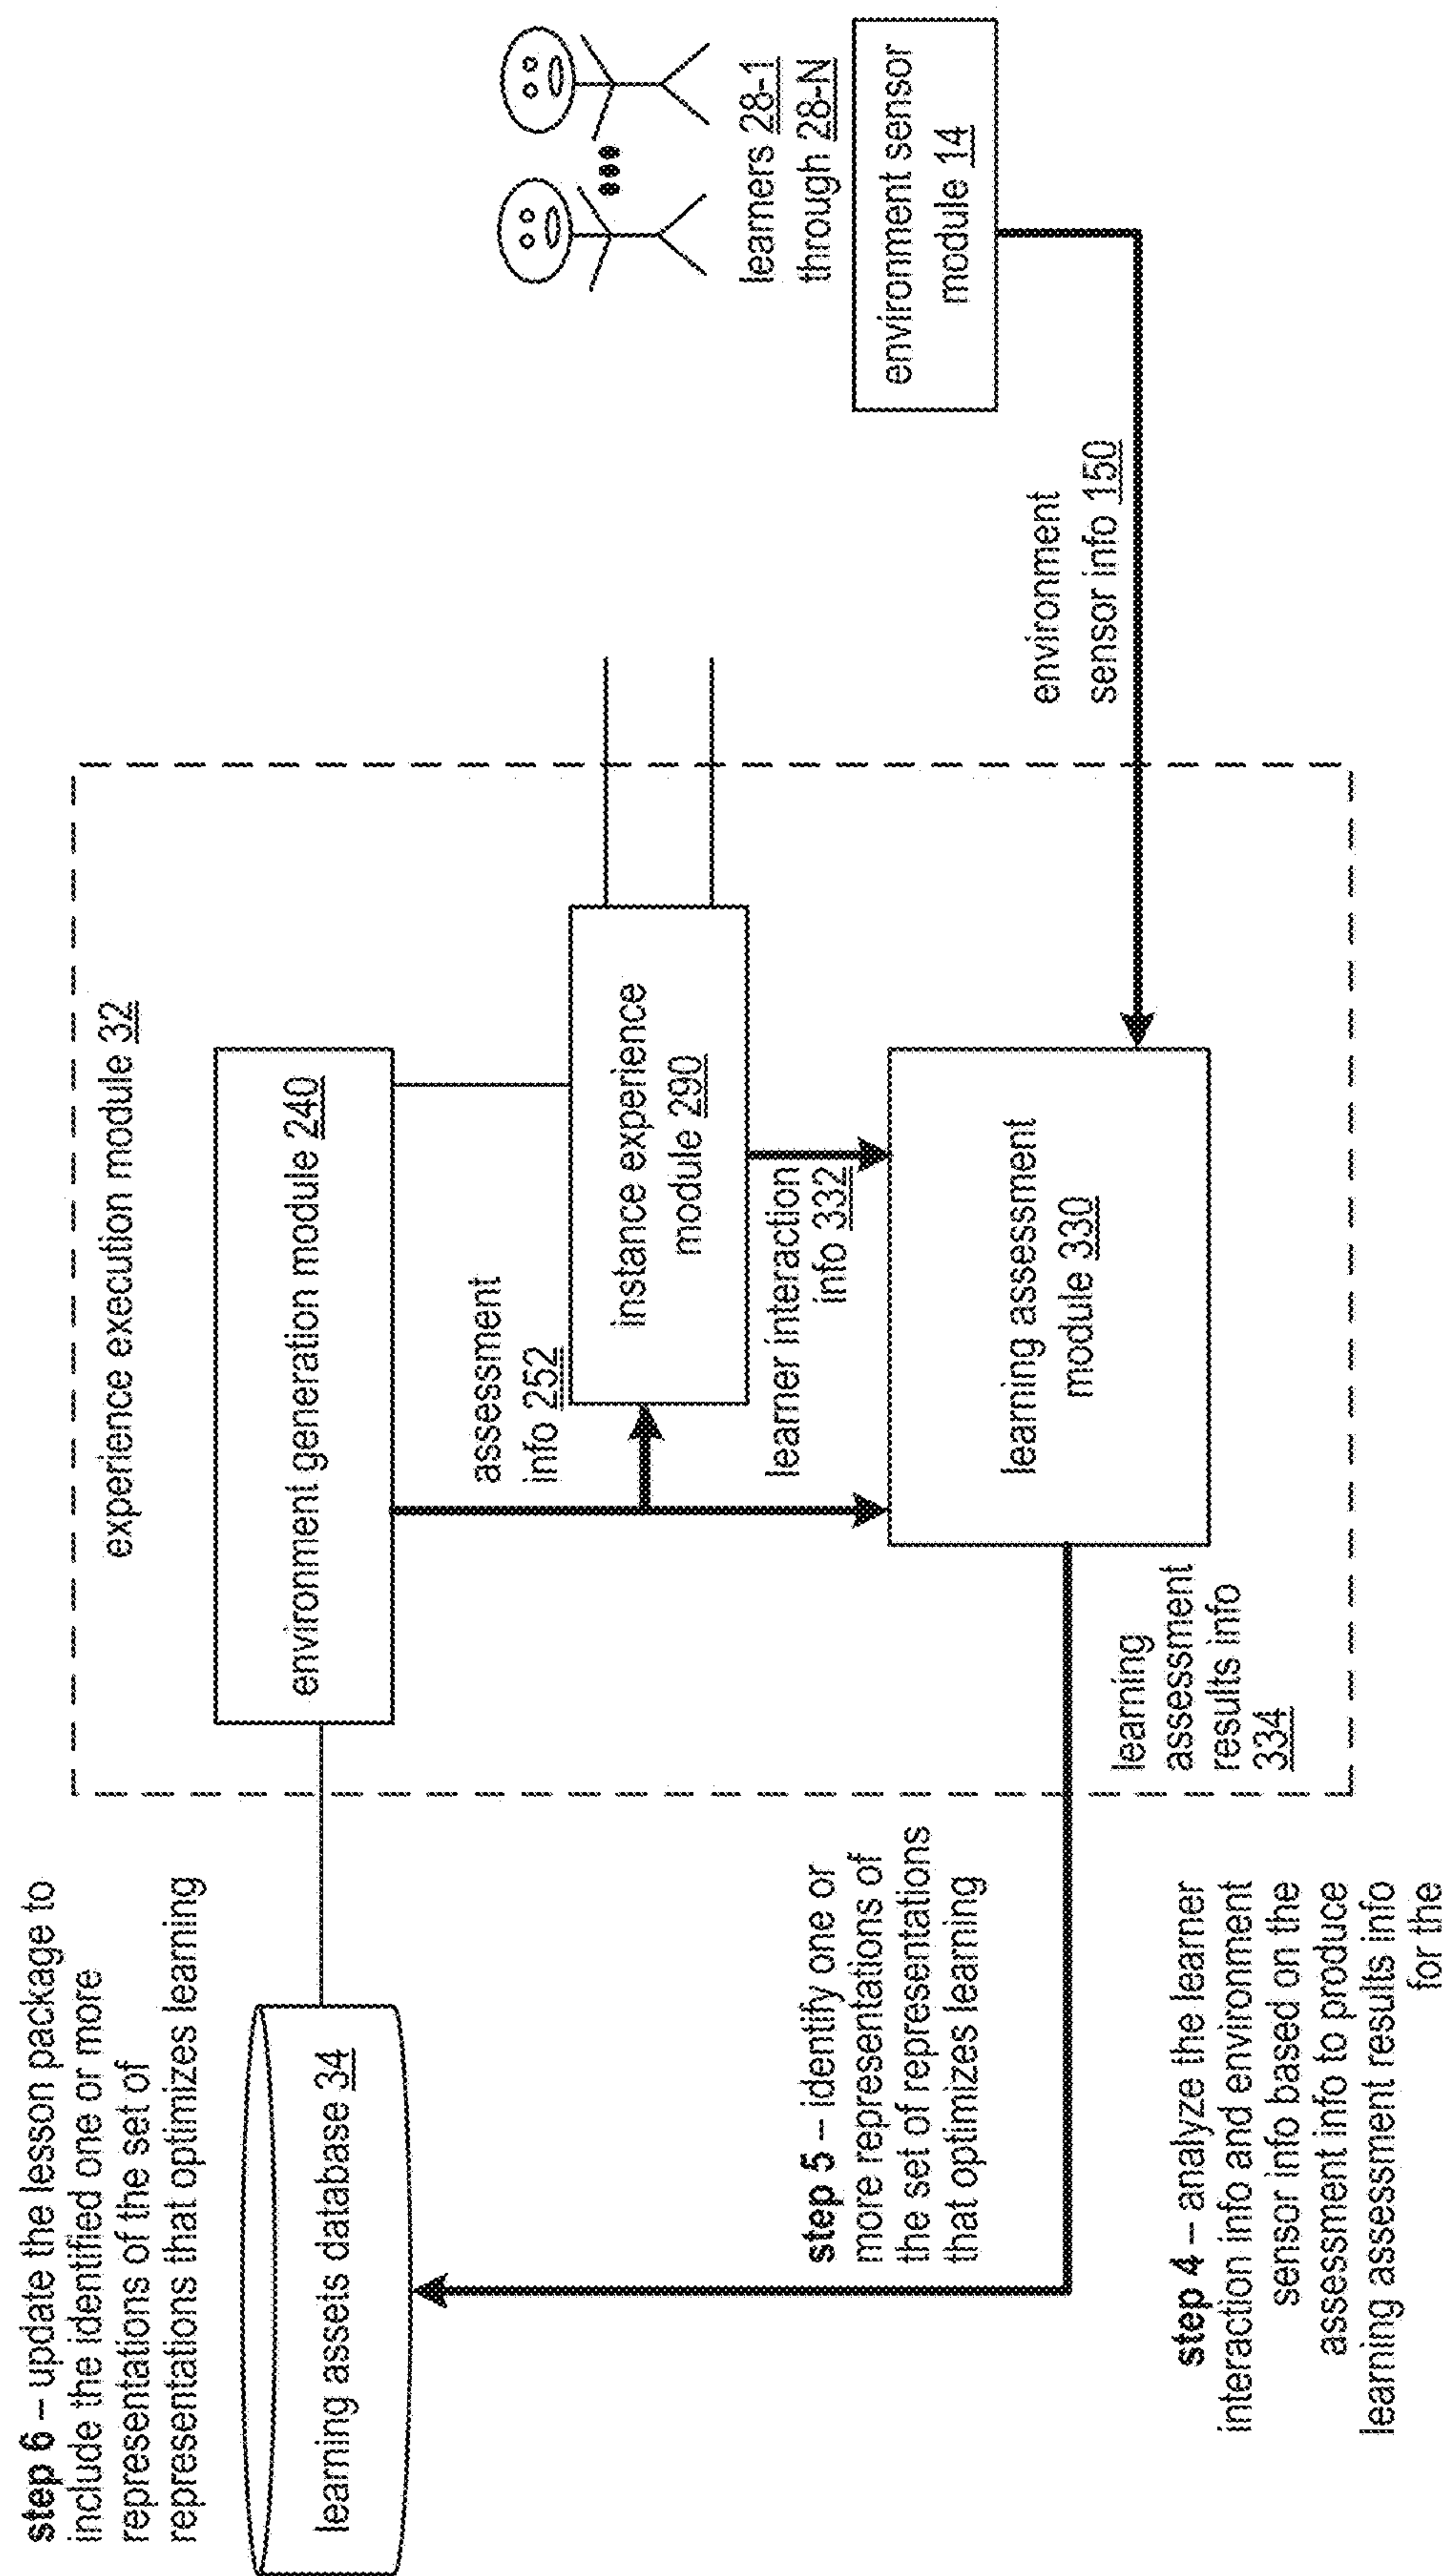 step 6 – update the lesson package to
include the identified one or more
representations of the set of
representations that optimizes learning
experience execution module 32
learning assets database 34
environment generation module 240
assessment
info 252
instance experience
module 290
learners 28-1
through 28-N
environment sensor
module 14
learner interaction
info 332
step 5 – identify one or
more representations of
the set of representations
that optimizes learning
learning assessment
module 330
environment
sensor info 150
learning
assessment
results info
334
step 4 – analyze the learner
interaction info and environment
sensor info based on the
assessment info to produce
learning assessment results info
for the